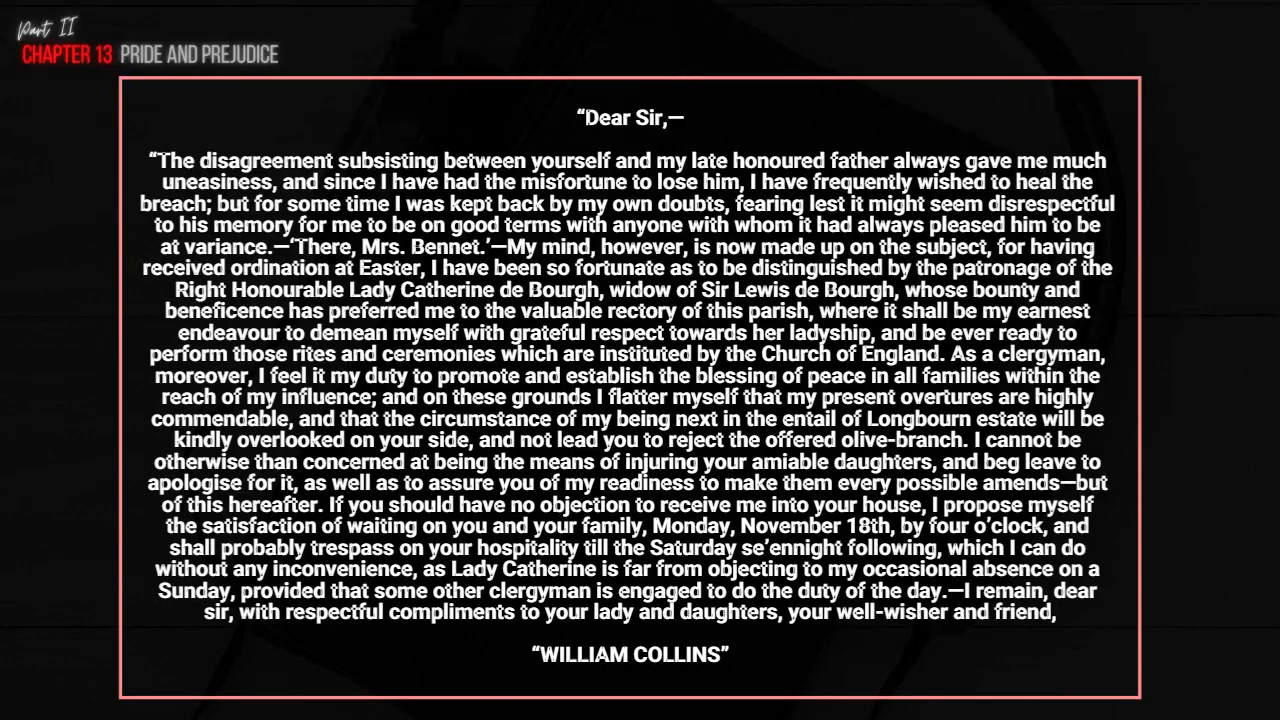 Part II
CHAPTER 13 PRIDE AND PREJUDICE
“Dear Sir,—
“The disagreement subsisting between yourself and my late honoured father always gave me much
uneasiness, and since I have had the misfortune to lose him, I have frequently wished to heal the
breach; but for some time I was kept back by my own doubts, fearing lest it might seem disrespectful
to his memory for me to be on good terms with anyone with whom it had always pleased him to be
at variance.—‘There, Mrs. Bennet.’—My mind, however, is now made up on the subject, for having
received ordination at Easter, I have been so fortunate as to be distinguished by the patronage of the
Right Honourable Lady Catherine de Bourgh, widow of Sir Lewis de Bourgh, whose bounty and
beneficence has preferred me to the valuable rectory of this parish, where it shall be my earnest
endeavour to demean myself with grateful respect towards her ladyship, and be ever ready to
perform those rites and ceremonies which are instituted by the Church of England. As a clergyman,
moreover, I feel it my duty to promote and establish the blessing of peace in all families within the
reach of my influence; and on these grounds I flatter myself that my present overtures are highly
commendable, and that the circumstance of my being next in the entail of Longbourn estate will be
kindly overlooked on your side, and not lead you to reject the offered olive-branch. I cannot be
otherwise than concerned at being the means of injuring your amiable daughters, and beg leave to
apologise for it, as well as to assure you of my readiness to make them every possible amends—but
of this hereafter. If you should have no objection to receive me into your house, I propose myself
the satisfaction of waiting on you and your family, Monday, November 18th, by four o’clock, and
shall probably trespass on your hospitality till the Saturday se’ennight following, which I can do
without any inconvenience, as Lady Catherine is far from objecting to my occasional absence on a
Sunday, provided that some other clergyman is engaged to do the duty of the day.—I remain, dear
sir, with respectful compliments to your lady and daughters, your well-wisher and friend,
“WILLIAM COLLINS”